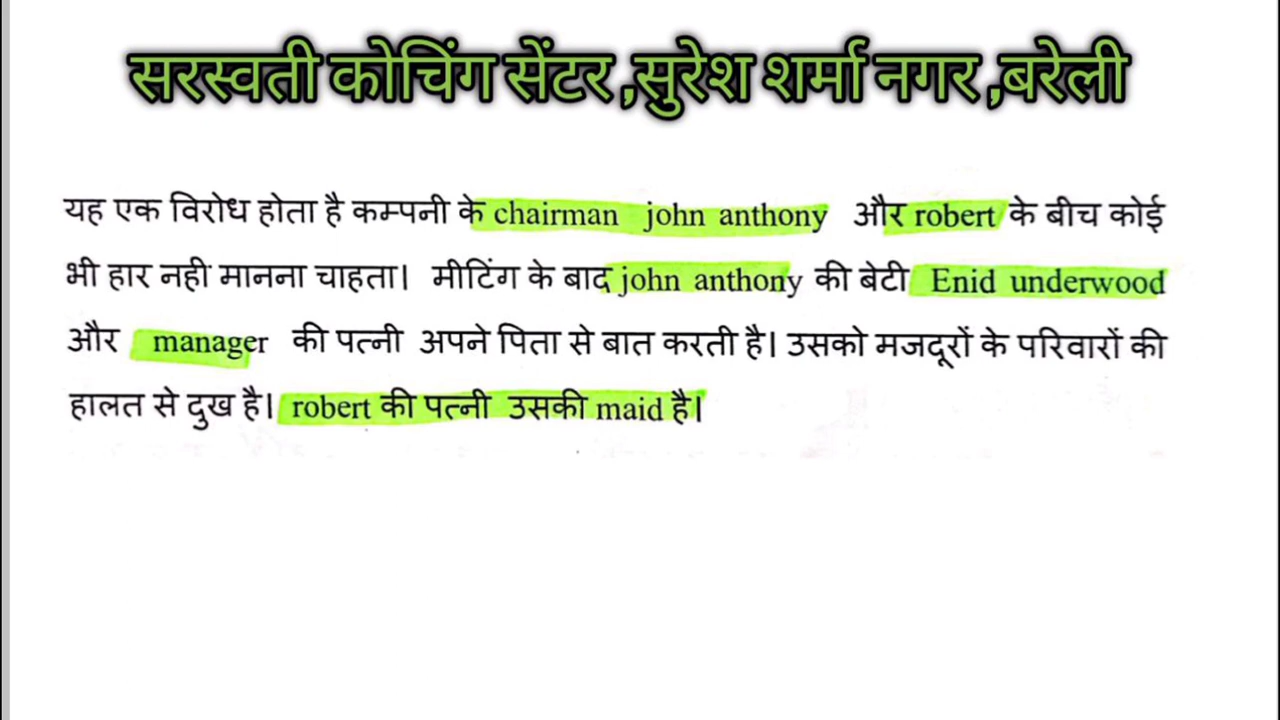 सरस्वती कोचिंग सेंटर ,सुरेश शर्मा नगर ,बरेली
यह एक विरोध होता है कम्पनी के chairman john anthony और robert के बीच कोई
भी हार नही मानना चाहता। मीटिंग के बाद john anthony की बेटी Enid underwood
और manager की पत्नी अपने पिता से बात करती है। उसको मजदूरों के परिवारों की
हालत से दुख है। robert की पत्नी उसकी maid है।